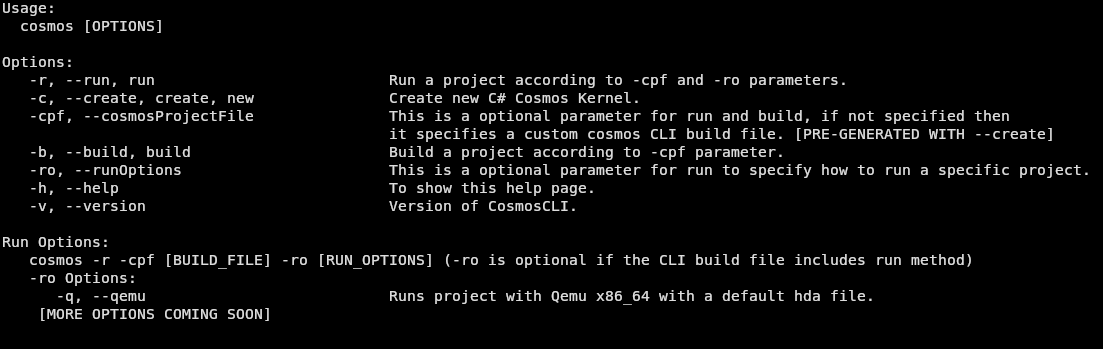 Usage:
  cosmos [OPTIONS]

Options:
   -r, --run, run                          Run a project according to -cpf and -ro parameters.
   -c, --create, create, new               Create new C# Cosmos Kernel.
   -cpf, --cosmosProjectFile               This is a optional parameter for run and build, if not specified then
                                           it specifies a custom cosmos CLI build file. [PRE-GENERATED WITH --create]
   -b, --build, build                      Build a project according to -cpf parameter.
   -ro, --runOptions                       This is a optional parameter for run to specify how to run a specific project.
   -h, --help                              To show this help page.
   -v, --version                           Version of CosmosCLI.

Run Options:
   cosmos -r -cpf [BUILD_FILE] -ro [RUN_OPTIONS] (-ro is optional if the CLI build file includes run method)
   -ro Options:
      -q, --qemu                           Runs project with Qemu x86_64 with a default hda file.
    [MORE OPTIONS COMING SOON]